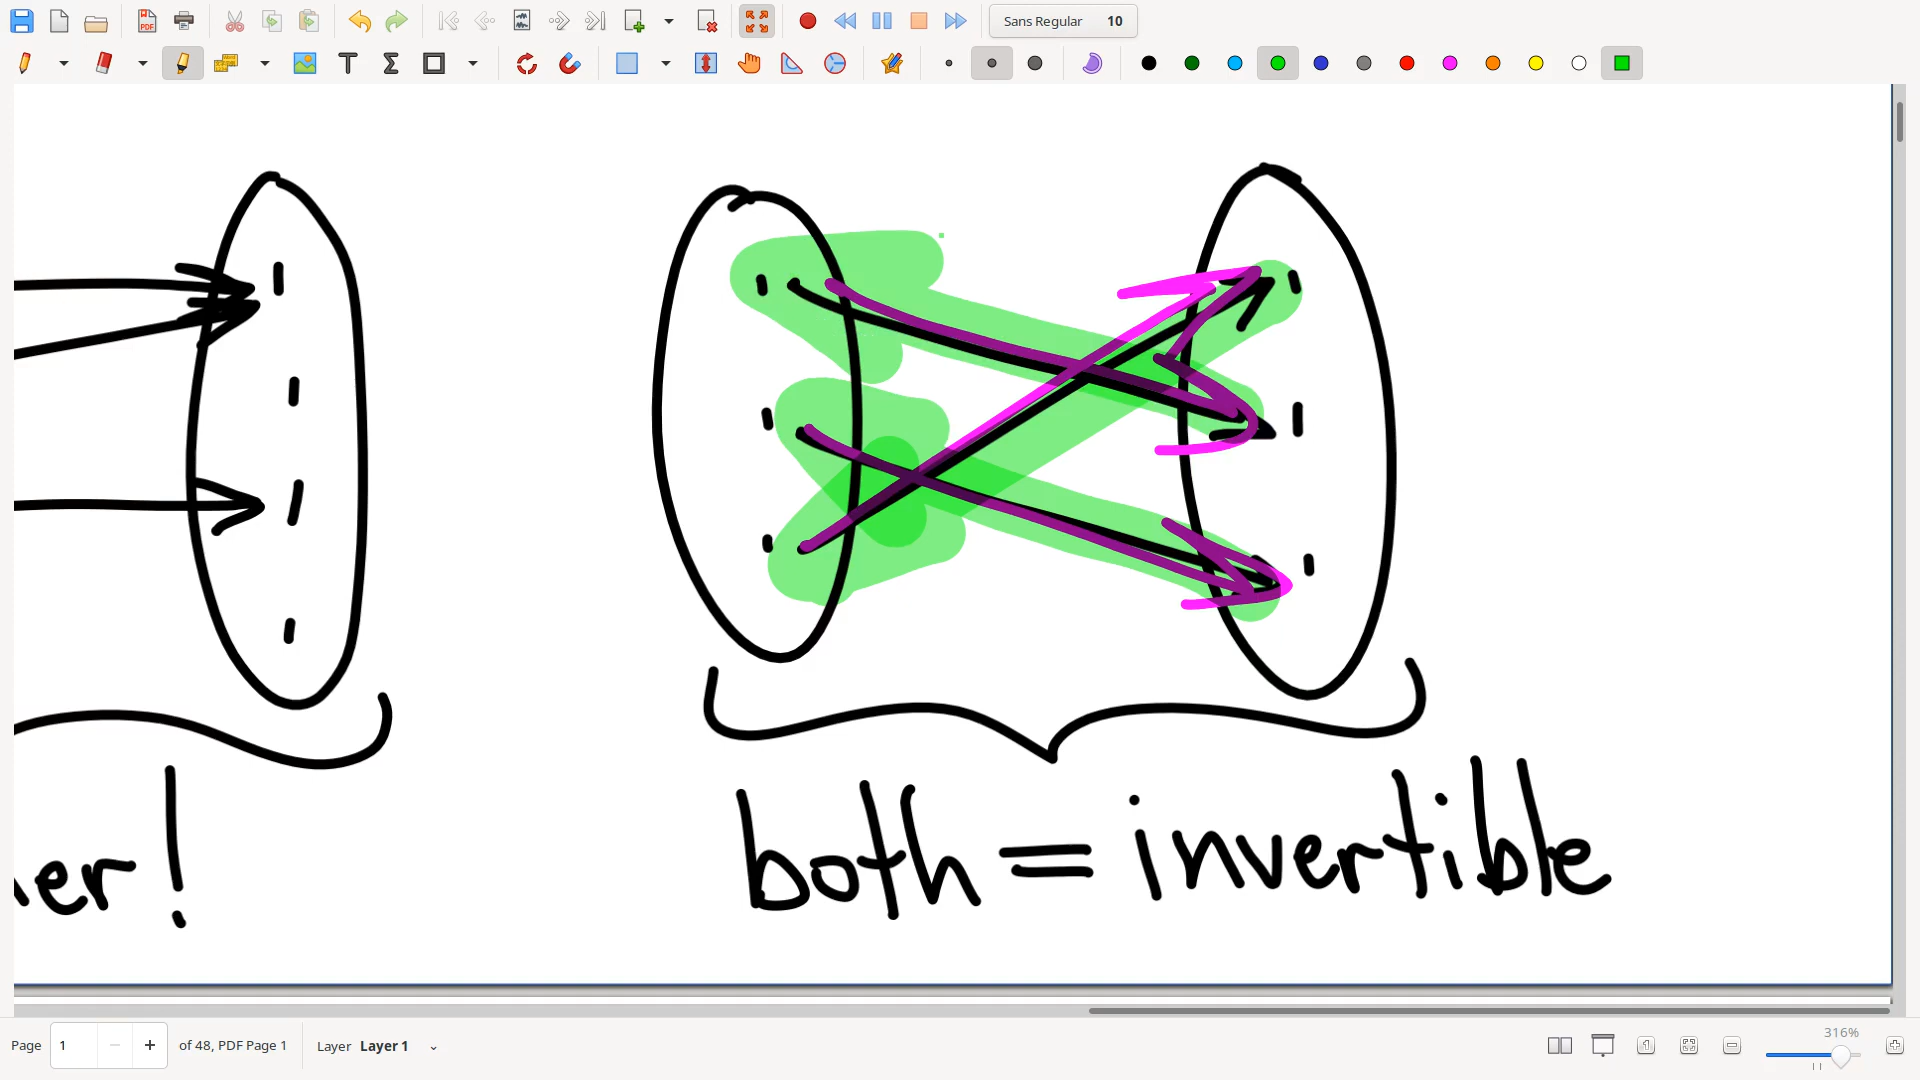 Sans Regular 10
er!
both = invertible
Page 1 of 48, PDF Page 1 Layer Layer 1
316%